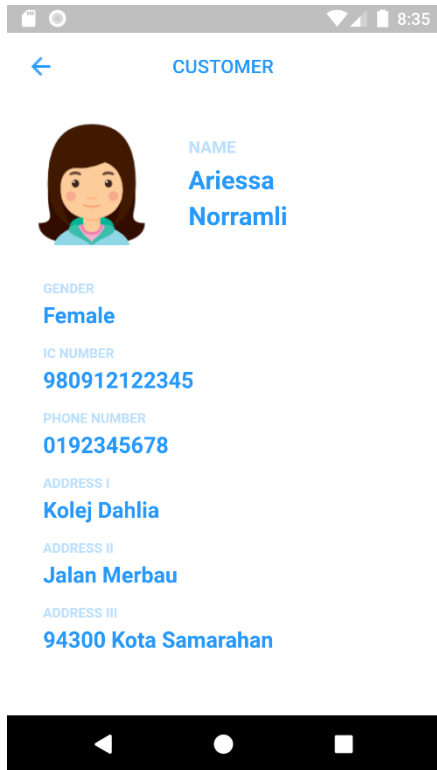 8:35
CUSTOMER
NAME
Ariessa
Norramli
GENDER
Female
IC NUMBER
980912122345
PHONE NUMBER
0192345678
ADDRESS I
Kolej Dahlia
ADDRESS II
Jalan Merbau
ADDRESS III
94300 Kota Samarahan